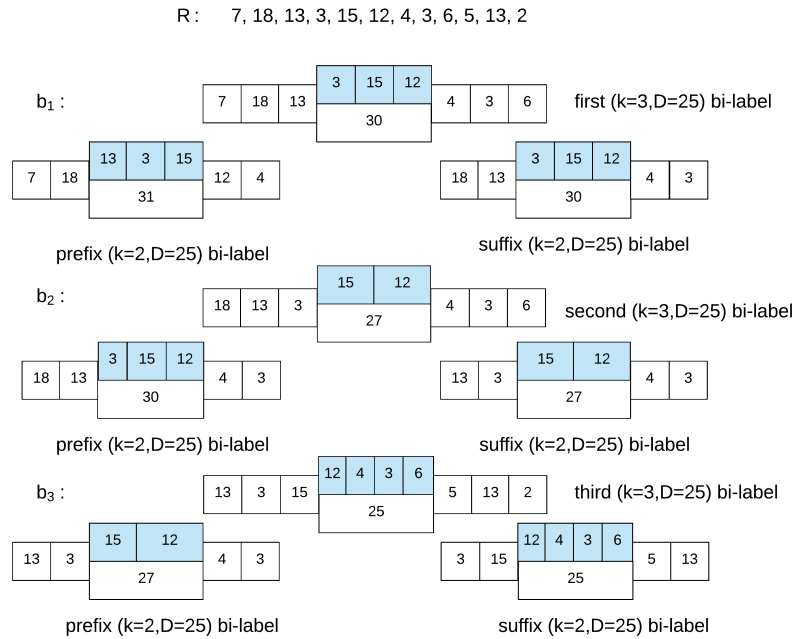 R: 7, 18, 13, 3, 15, 12, 4, 3, 6, 5, 13, 2
b1 : 7 18 13 3 15 12 4 3 6 first (k=3,D=25) bi-label
30
7 18 13 3 15 12 4 18 13 3 15 12 4 3
31 30
prefix (k=2,D=25) bi-label suffix (k=2,D=25) bi-label
b2 : 18 13 3 15 12 4 3 6 second (k=3,D=25) bi-label
27
18 13 3 15 12 4 3 13 3 15 12 4 3
30 27
prefix (k=2,D=25) bi-label suffix (k=2,D=25) bi-label
b3 : 13 3 15 12 4 3 6 5 13 2 third (k=3,D=25) bi-label
25
13 3 15 12 4 3 3 15 12 4 3 6 5 13
27 25
prefix (k=2,D=25) bi-label suffix (k=2,D=25) bi-label